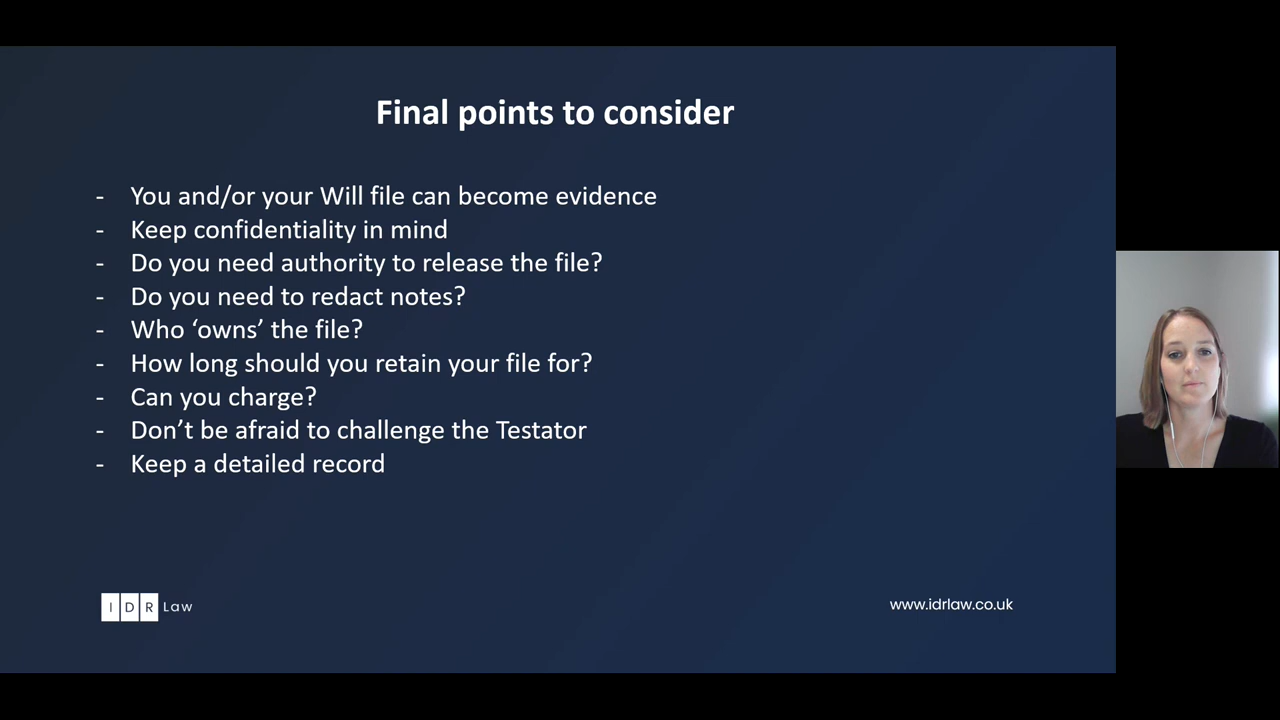 Final points to consider
- You and/or your Will file can become evidence
- Keep confidentiality in mind
- Do you need authority to release the file?
- Do you need to redact notes?
- Who ‘owns’ the file?
- How long should you retain your file for?
- Can you charge?
- Don’t be afraid to challenge the Testator
- Keep a detailed record
IDR Law
www.idrlaw.co.uk